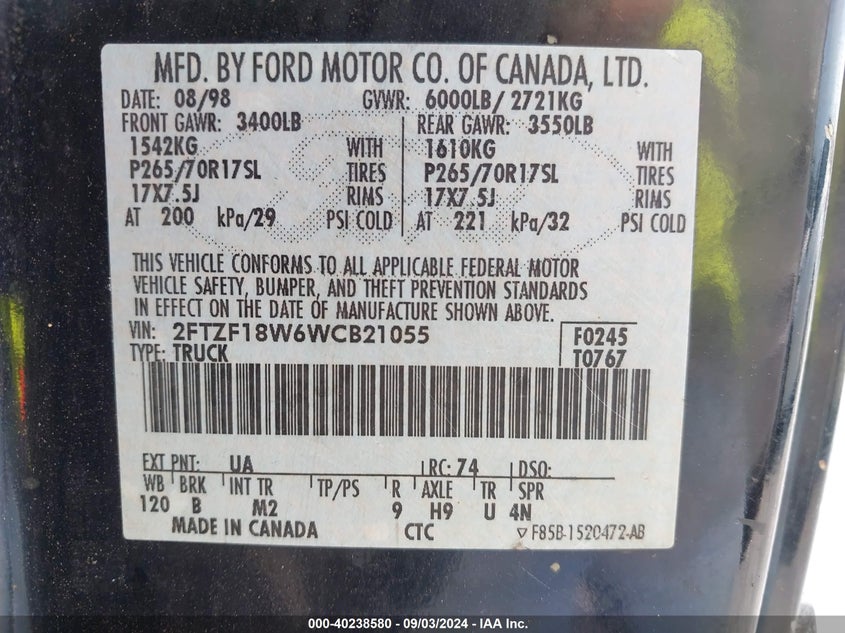 MFD. BY FORD MOTOR CO. OF CANADA, LTD.
DATE: 08/98 GVWR: 6000LB/ 2721KG
FRONT GAWR: 3400LB REAR GAWR: 3550LB
1542KG WITH 1610KG WITH
P265/70R17SL TIRES P265/70R17SL TIRES
17X7.5J RIMS 17X7.5J RIMS
AT 200 kPa/29 PSI COLD AT 221 kPa/32 PSI COLD
THIS VEHICLE CONFORMS TO ALL APPLICABLE FEDERAL MOTOR
VEHICLE SAFETY, BUMPER, AND THEFT PREVENTION STANDARDS
IN EFFECT ON THE DATE OF MANUFACTURE SHOWN ABOVE.
VIN: 2FTZF18W6WCB21055 F0245
TYPE: TRUCK T0767
EXT PNT: UA RC: 74 DSO:
WB BRK INT TR TP/PS R AXLE TR SPR
120 B M2 9 H9 U 4N
MADE IN CANADA CTC F85B-1520472-AB
000-40238580 - 09/03/2024 - © IAA Inc.